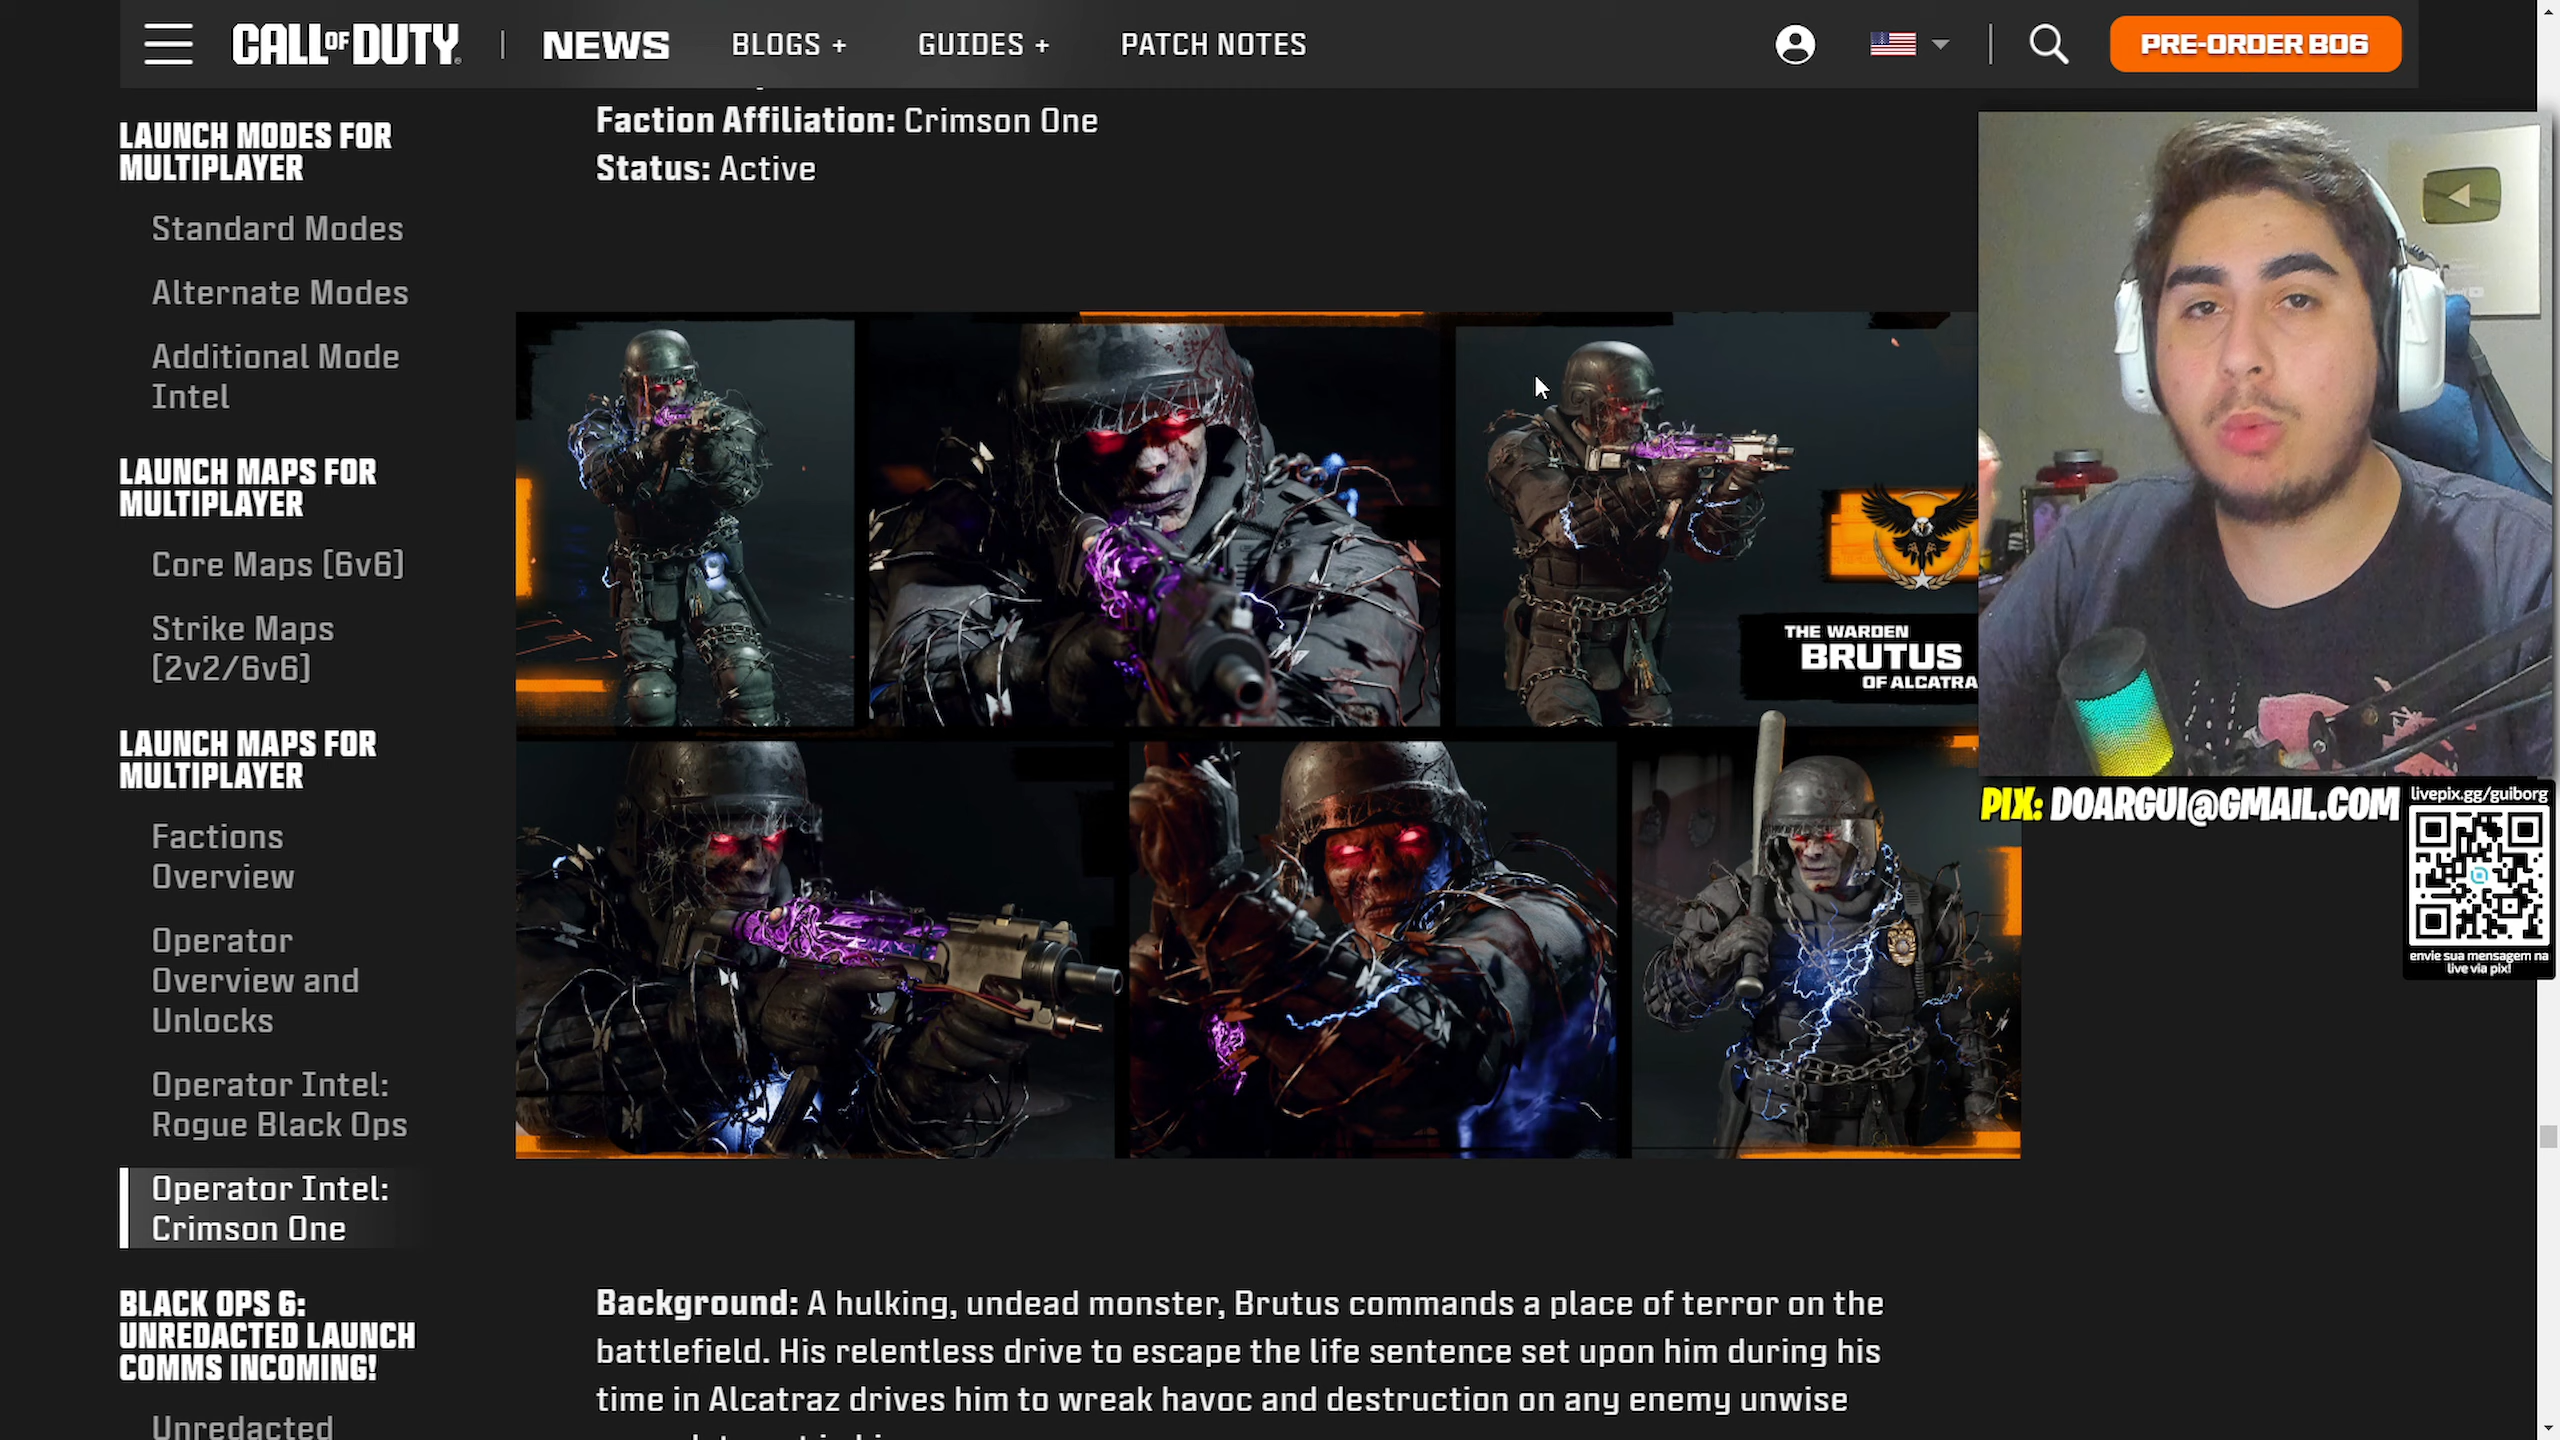 CALL OF DUTY
NEWS
BLOGS +
GUIDES +
PATCH NOTES
PRE-ORDER BO6
LAUNCH MODES FOR
MULTIPLAYER
Standard Modes
Alternate Modes
Additional Mode
Intel
LAUNCH MAPS FOR
MULTIPLAYER
Core Maps [6v6]
Strike Maps
[2v2/6v6]
LAUNCH MAPS FOR
MULTIPLAYER
Factions
Overview
Operator
Overview and
Unlocks
Operator Intel:
Rogue Black Ops
Operator Intel:
Crimson One
BLACK OPS 6:
UNREDACTED LAUNCH
COMMS INCOMING!
Unredacted
Faction Affiliation: Crimson One
Status: Active
THE WARDEN
BRUTUS
OF ALCATRA
Background: A hulking, undead monster, Brutus commands a place of terror on the
battlefield. His relentless drive to escape the life sentence set upon him during his
time in Alcatraz drives him to wreak havoc and destruction on any enemy unwise
PIX: DOARGUI@GMAIL.COM
livepix.gg/guiborg
envie sua mensagem na
live via pix!